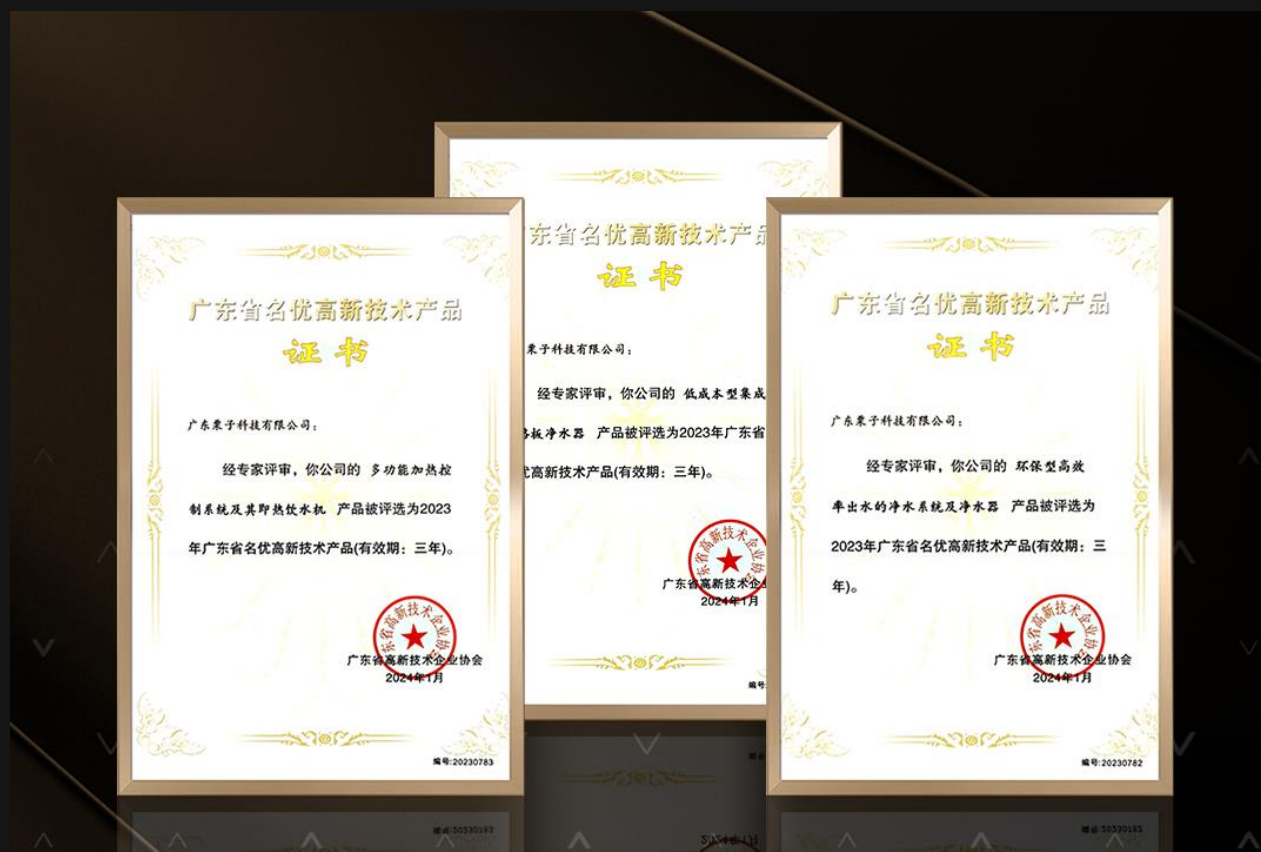 广东省名优高新技术产品
证书
广东栗子科技有限公司:
经专家评审，你公司的 多功能加热控
制系统及其即热饮水机 产品被评选为2023
年广东省名优高新技术产品(有效期：三年)。
广东省高新技术企业协会
2024年1月
编号:20230783
东省名优高新技术产品
证书
栗子科技有限公司:
经专家评审，你公司的 低成本型集成
路板净水器 产品被评选为2023年广东省
优高新技术产品(有效期：三年)。
广东省高新技术企
2024年1月
编号:
广东省名优高新技术产品
证书
广东栗子科技有限公司:
经专家评审，你公司的 环保型高效
率出水的净水系统及净水器 产品被评选为
2023年广东省名优高新技术产品(有效期：三
年)。
广东省高新技术企业协会
2024年1月
编号:20230782